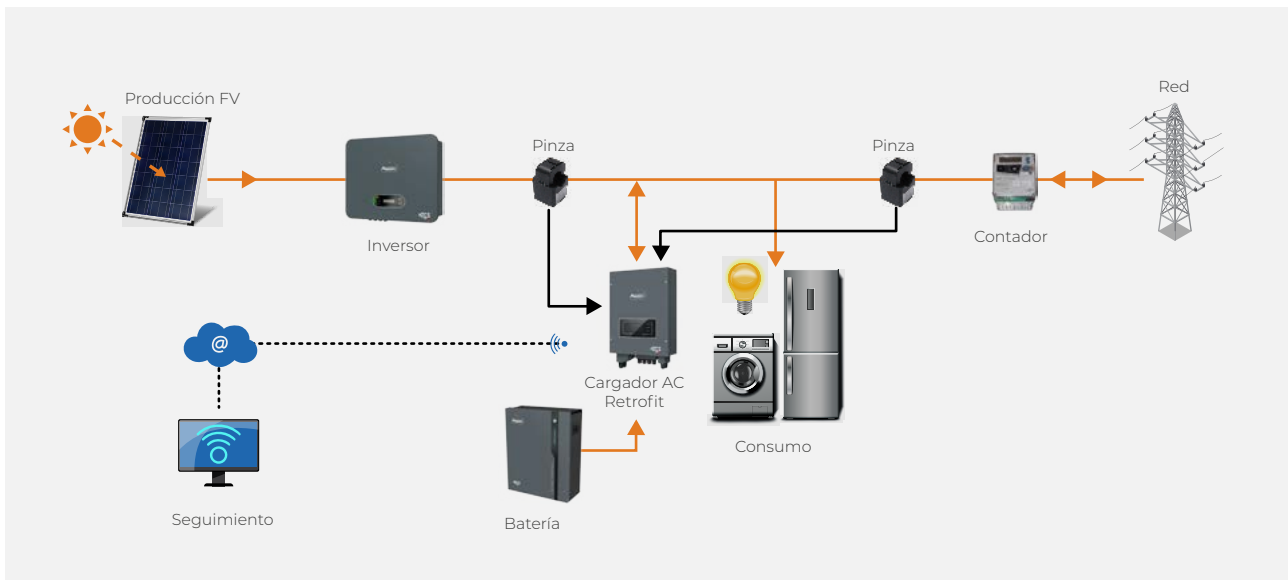 Red
Producción FV
Pinza
Pinza
Inversor
Contador
@
Cargador AC
Retrofit
Consumo
Seguimiento
Batería